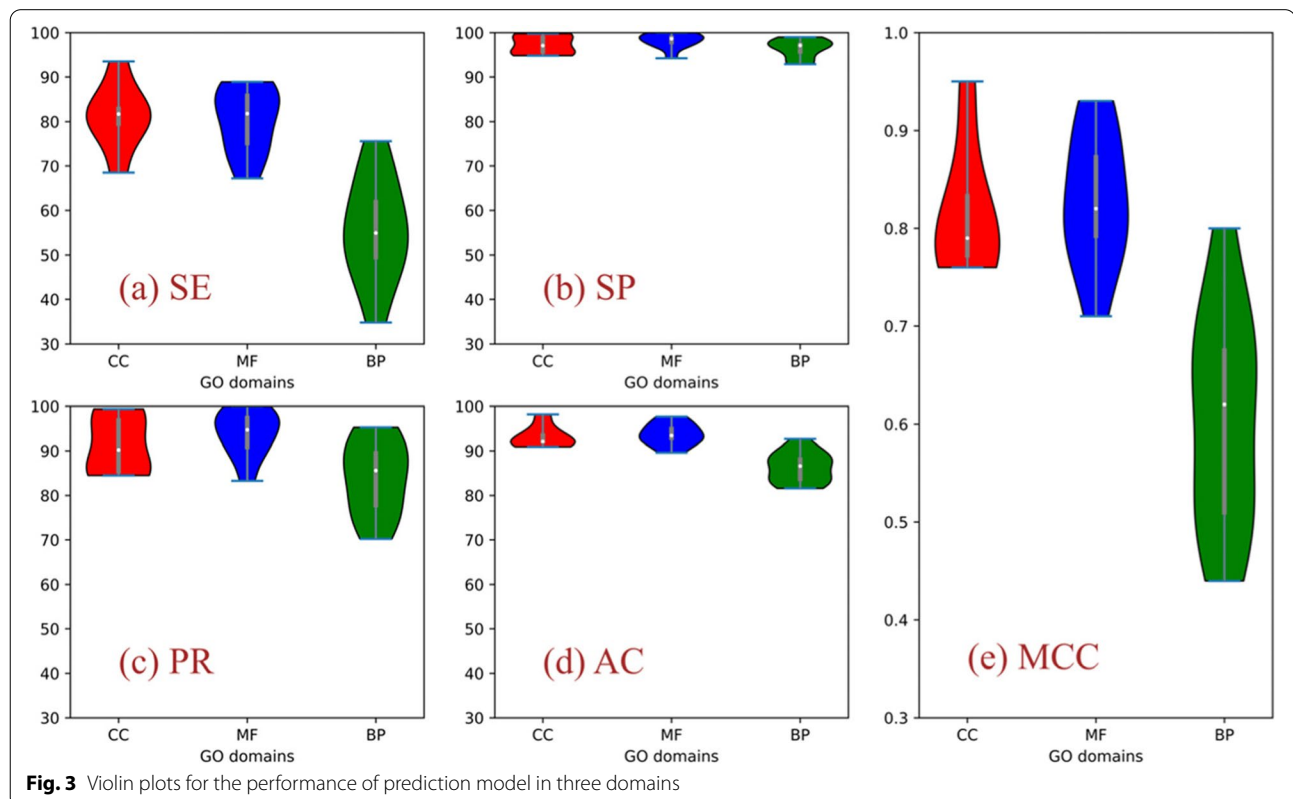 100
90
80
70
60
50
40
30
(a) SE
CC MF BP
GO domains
100
90
80
70
60
50
40
30
(b) SP
CC MF BP
GO domains
100
90
80
70
60
50
40
30
(c) PR
CC MF BP
GO domains
100
90
80
70
60
50
40
30
(d) AC
CC MF BP
GO domains
1.0
0.9
0.8
0.7
0.6
0.5
0.4
0.3
(e) MCC
CC MF BP
GO domains
Fig. 3 Violin plots for the performance of prediction model in three domains